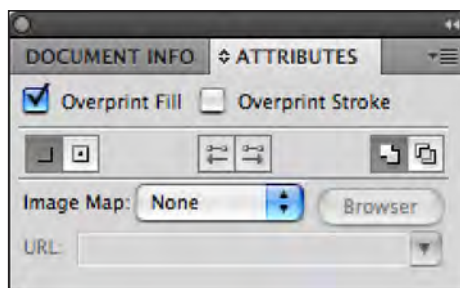 DOCUMENT INFO ATTRIBUTES
Overprint Fill Overprint Stroke
Image Map: None Browser
URL: